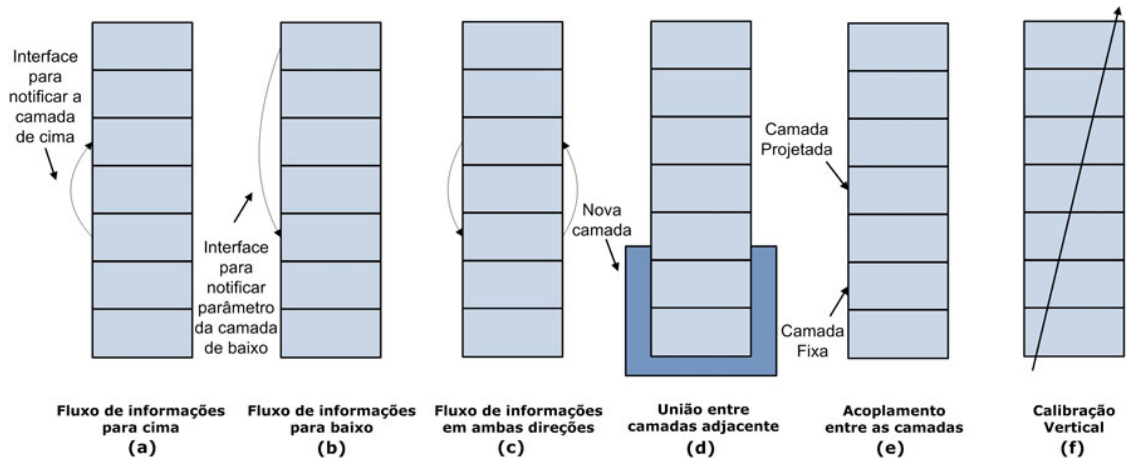 Interface
para
notificar a
camada
de cima
Interface
para
notificar
parâmetro
da camada
de baixo
Nova
camada
Camada
Projetada
Camada
Fixa
Fluxo de informações
para cima
(a)
Fluxo de informações
para baixo
(b)
Fluxo de informações
em ambas direções
(c)
União entre
camadas adjacente
(d)
Acoplamento
entre as camadas
(e)
Calibração
Vertical
(f)